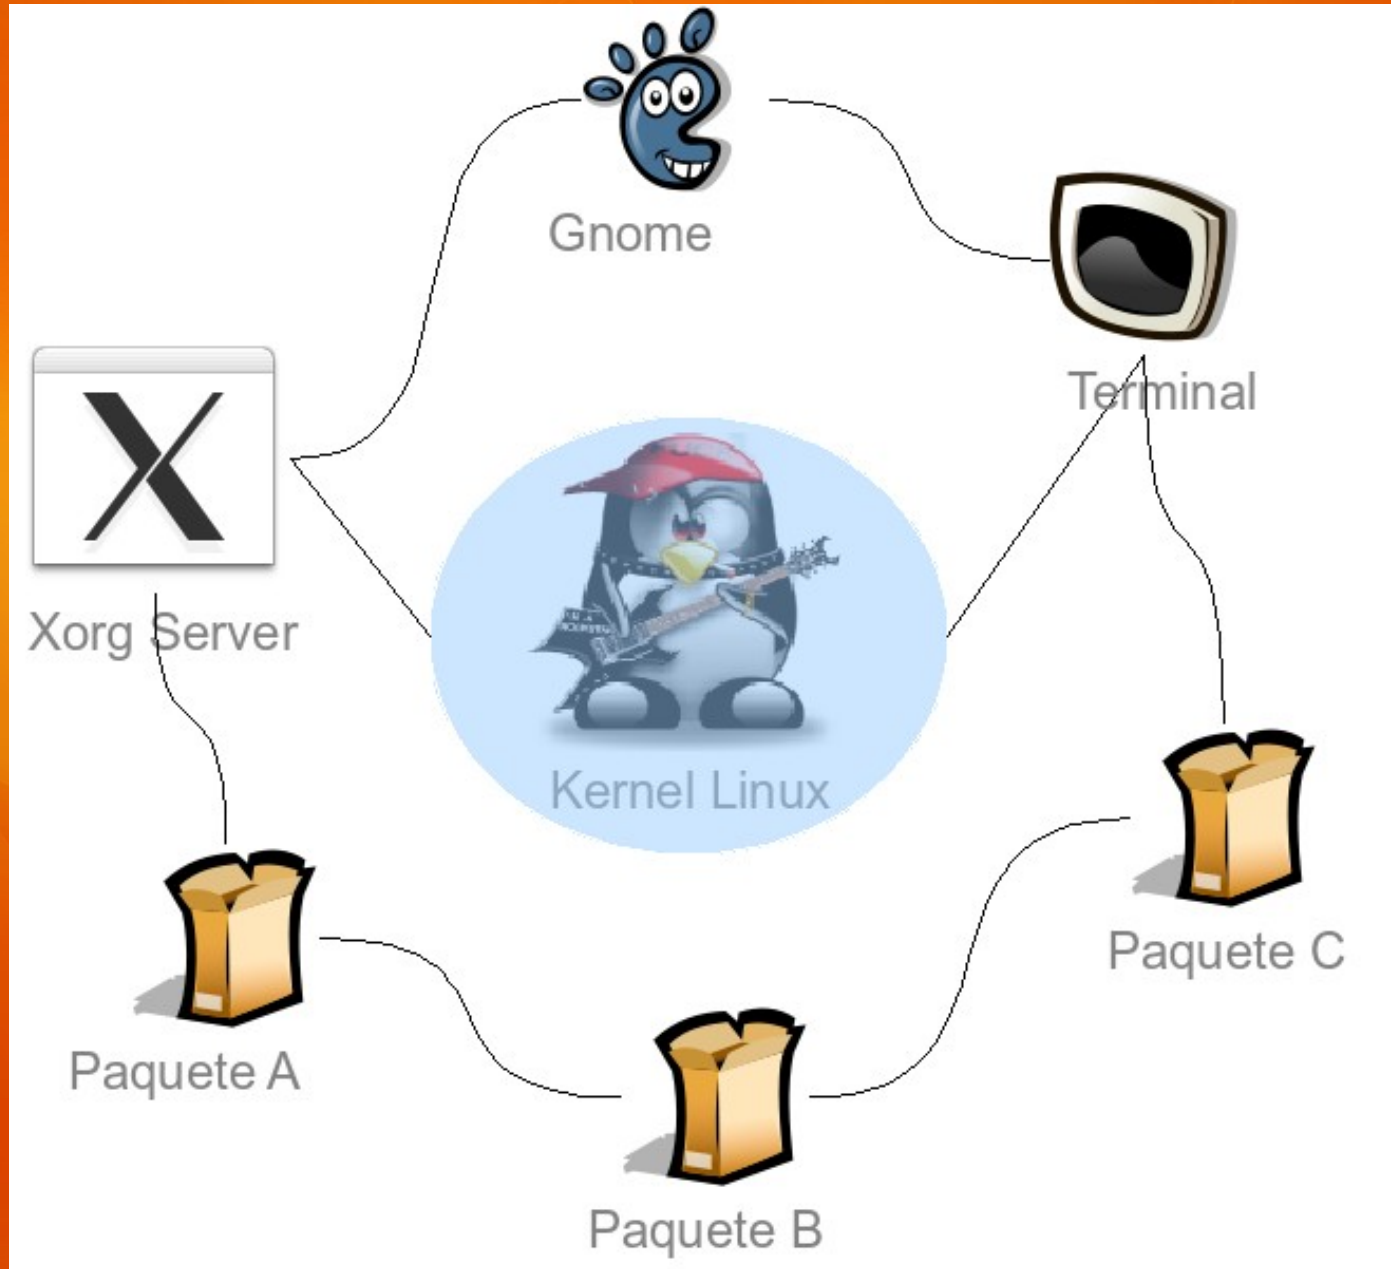 Gnome
Terminal
Xorg Server
Kernel Linux
Paquete C
Paquete A
Paquete B